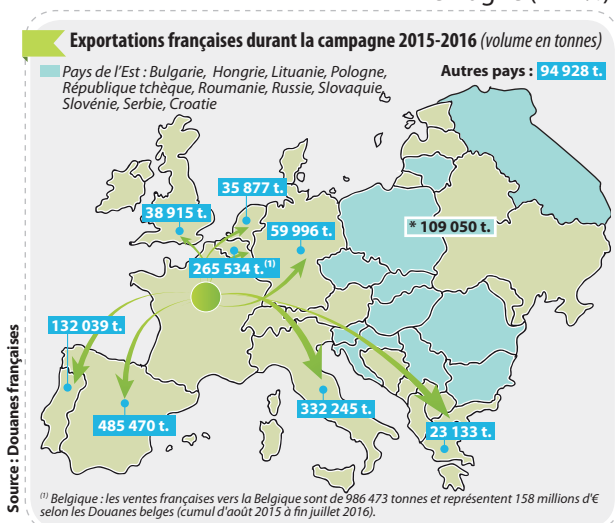 Exportations françaises durant la campagne 2015-2016 (volume en tonnes)
Pays de l'Est : Bulgarie, Hongrie, Lituanie, Pologne,
République tchèque, Roumanie, Russie, Slovaquie,
Slovénie, Serbie, Croatie
Autres pays : 94 928 t.
35 877 t.
38 915 t.
59 996 t.
* 109 050 t.
265 534 t.(1)
132 039 t.
485 470 t.
332 245 t.
23 133 t.
(1) Belgique : les ventes françaises vers la Belgique sont de 986 473 tonnes et représentent 158 millions d'€
selon les Douanes belges (cumul d'août 2015 à fin juillet 2016).
Source : Douanes françaises